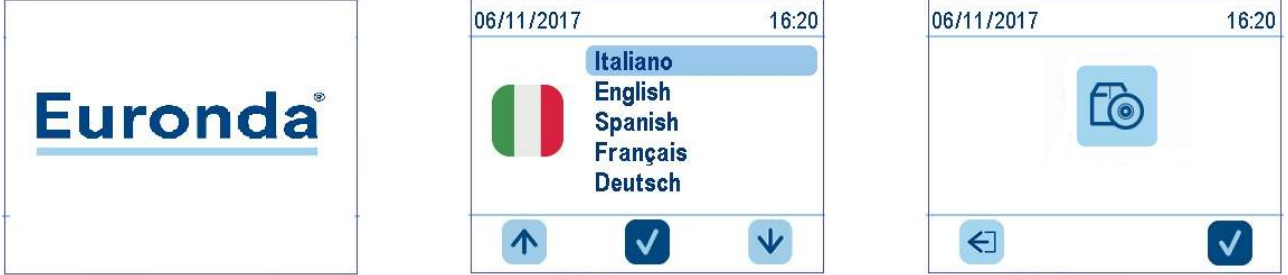 Euronda®
06/11/2017 16:20
Italiano
English
Spanish
Français
Deutsch
06/11/2017 16:20